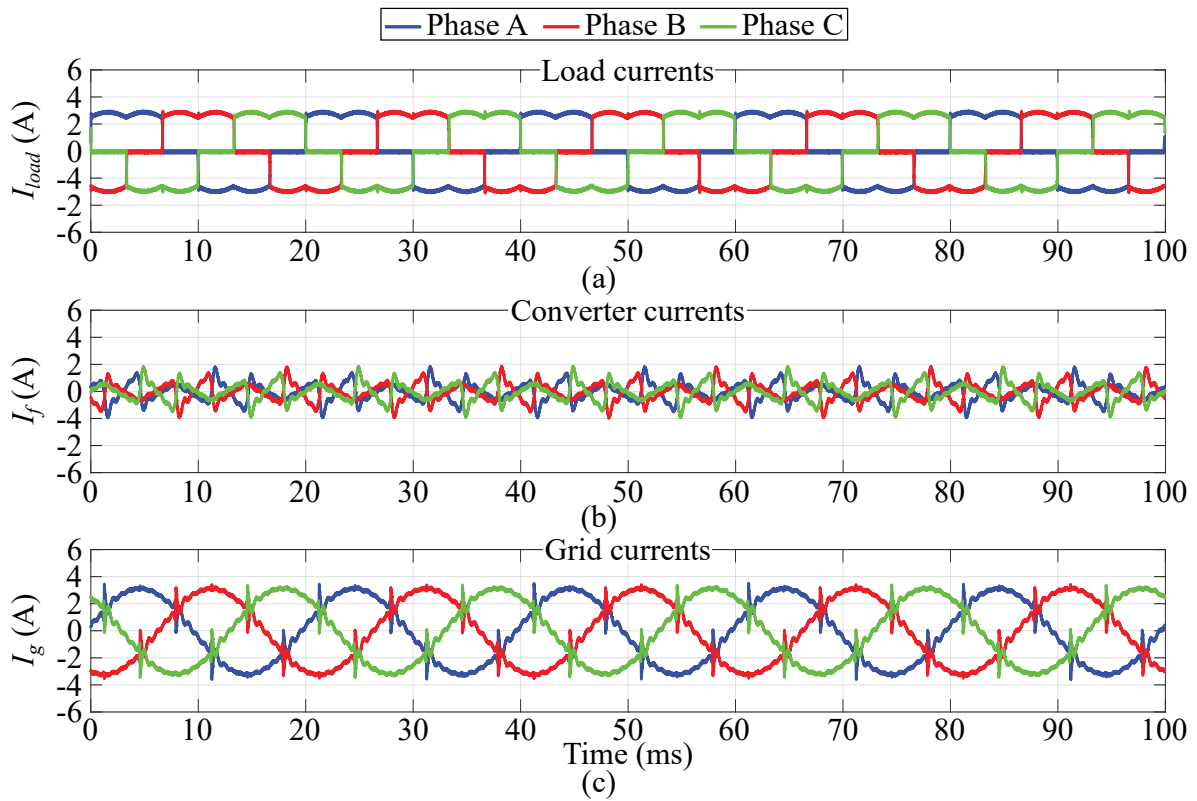 Phase A Phase B Phase C
Load currents
I_load (A)
6
4
2
0
-4
-2
-6
0 10 20 30 40 50 60 70 80 90 100
(a)
Converter currents
I_f (A)
6
4
2
0
-4
-2
-6
0 10 20 30 40 50 60 70 80 90 100
(b)
Grid currents
I_g (A)
6
4
2
0
-2
-4
-6
0 10 20 30 40 50 60 70 80 90 100
Time (ms)
(c)